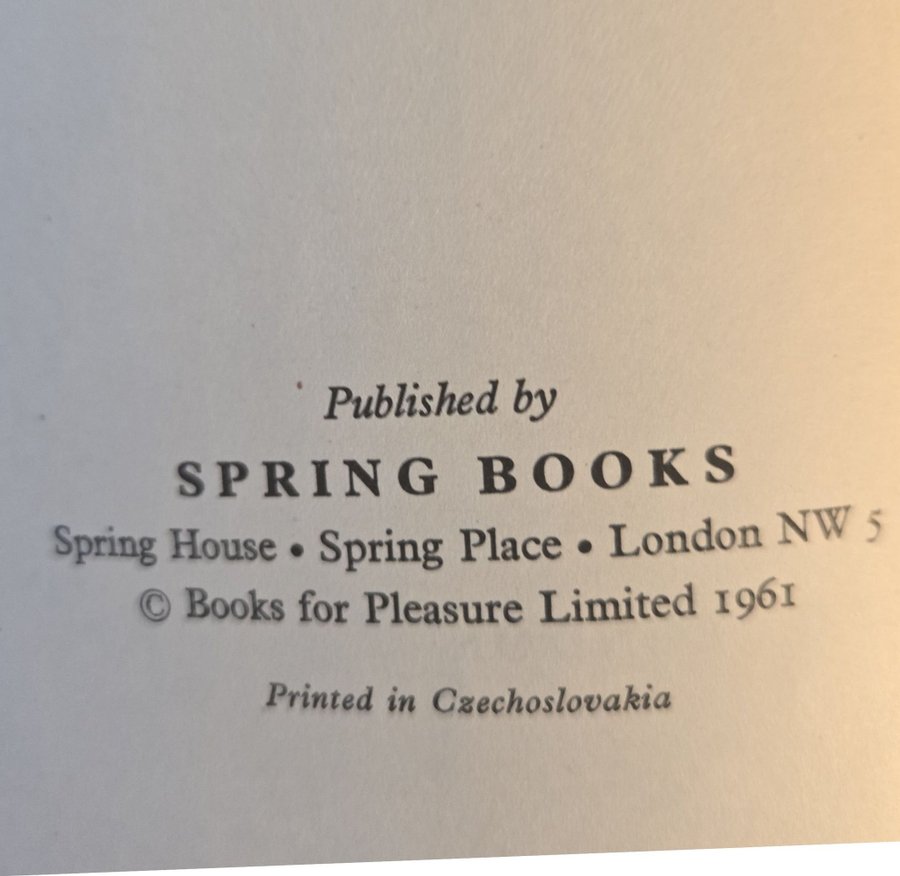 Published by
SPRING BOOKS
Spring House • Spring Place • London NW 5
© Books for Pleasure Limited 1961
Printed in Czechoslovakia